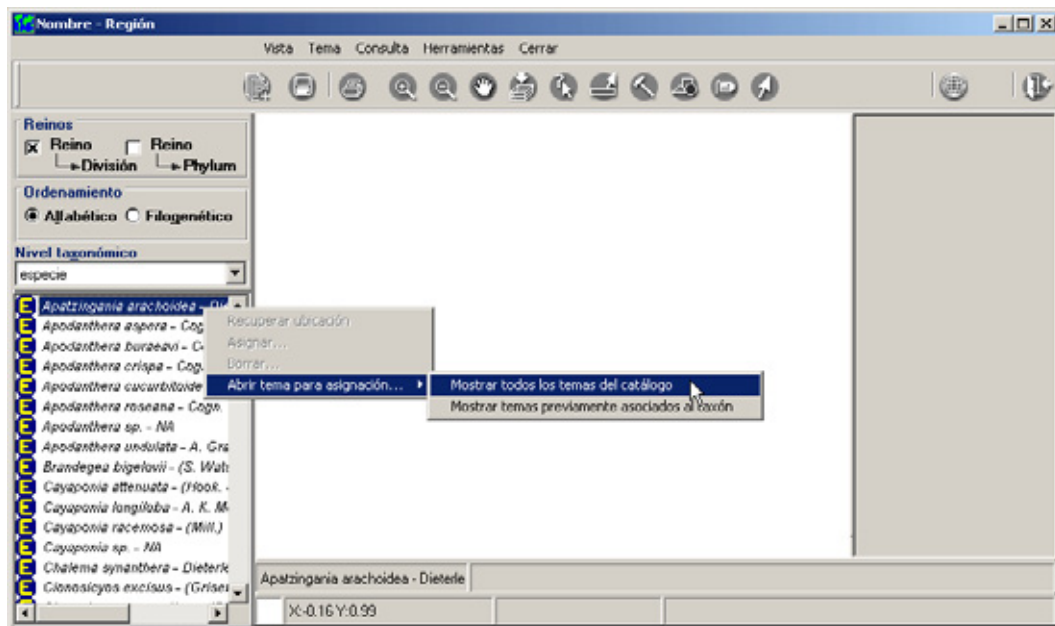 Nombre - Región
Vista Tema Consulta Herramientas Cerrar
Reinos
Reino Reino
División Phylum
Ordenamiento
Alfabético Filogenético
Nivel taxonómico
especie
Apatzingania arachoidea - Die
Apodanthera aspera - Cog
Apodanthera buraeavi - C
Apodanthera crispa - Cog.
Apodanthera cucurbitoide
Apodanthera roseana - Cogn.
Apodanthera sp. - NA
Apodanthera undulata - A. Gra
Brandegea bigelovii - (S. Wats
Cayaponia attenuata - (Hook. -
Cayaponia longiloba - A. K. M
Cayaponia racemosa - (Mill.)
Cayaponia sp. - NA
Chalema synanthera - Dieterle
Cionosicyos excisus - (Griseb
Recuperar ubicación
Asignar...
Borrar...
Abrir tema para asignación...
Mostrar todos los temas del catálogo
Mostrar temas previamente asociados al taxón
Apatzingania arachoidea - Dieterle
X:-0.16 Y:0.99